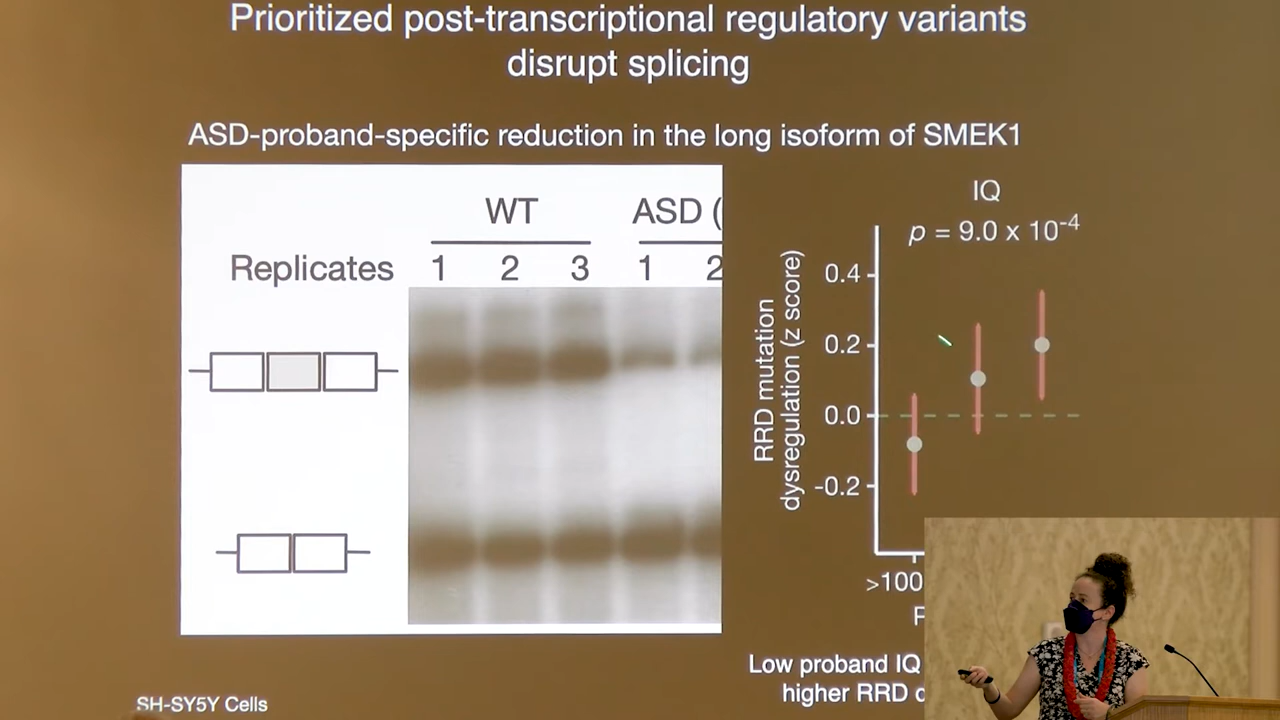 Prioritized post-transcriptional regulatory variants
disrupt splicing
ASD-proband-specific reduction in the long isoform of SMEK1
WT ASD (
Replicates 1 2 3 1 2
SH-SY5Y Cells
IQ
p = 9.0 x 10-4
RRD mutation
dysregulation (z score)
0.4
0.2
0.0
-0.2
>100
Low proband IQ
higher RRD